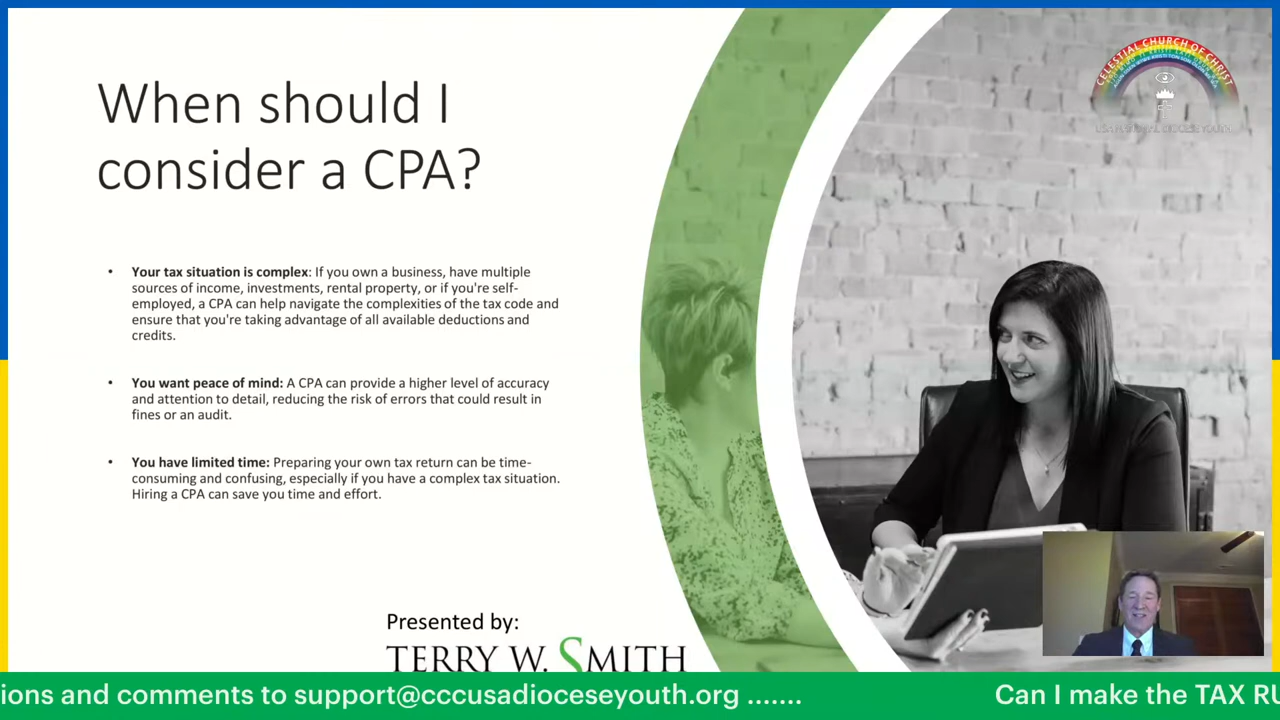 When should I
consider a CPA?
• Your tax situation is complex: If you own a business, have multiple
sources of income, investments, rental property, or if you're self-
employed, a CPA can help navigate the complexities of the tax code and
ensure that you're taking advantage of all available deductions and
credits.
• You want peace of mind: A CPA can provide a higher level of accuracy
and attention to detail, reducing the risk of errors that could result in
fines or an audit.
• You have limited time: Preparing your own tax return can be time-
consuming and confusing, especially if you have a complex tax situation.
Hiring a CPA can save you time and effort.
Presented by:
TERRY W. SMITH
CELESTIAL CHURCH OF CHRIST
ions and comments to support@cccusadioceseyouth.org ....... Can I make the TAX RU